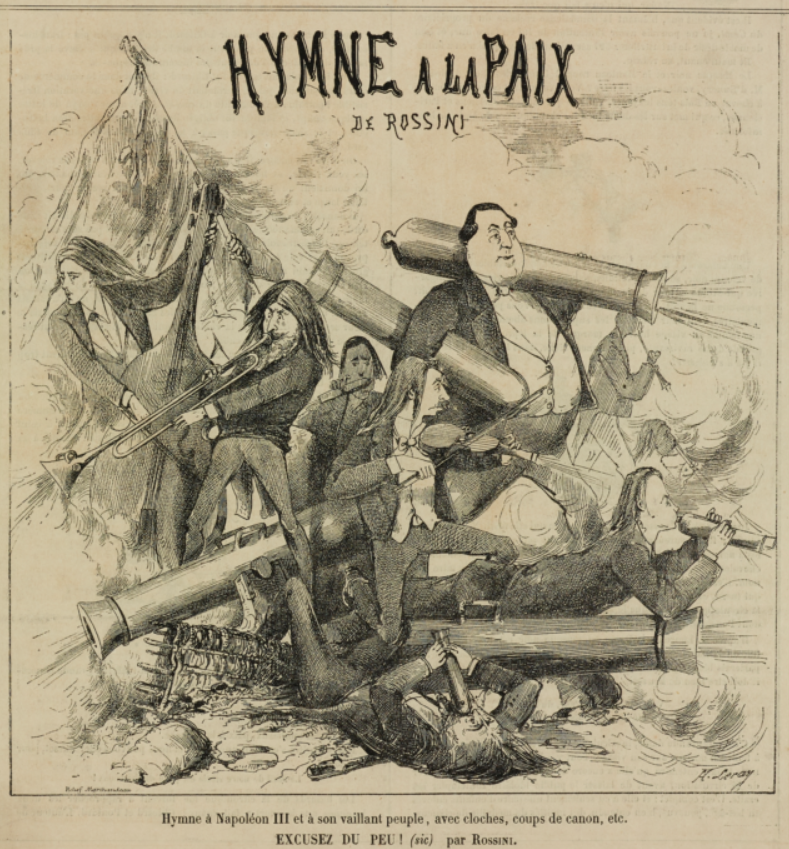 HYMNE A LA PAIX
DE ROSSINI
H. Leray.
Hymne à Napoléon III et à son vaillant peuple, avec cloches, coups de canon, etc.
EXCUSEZ DU PEU ! (sic) par ROSSINI.